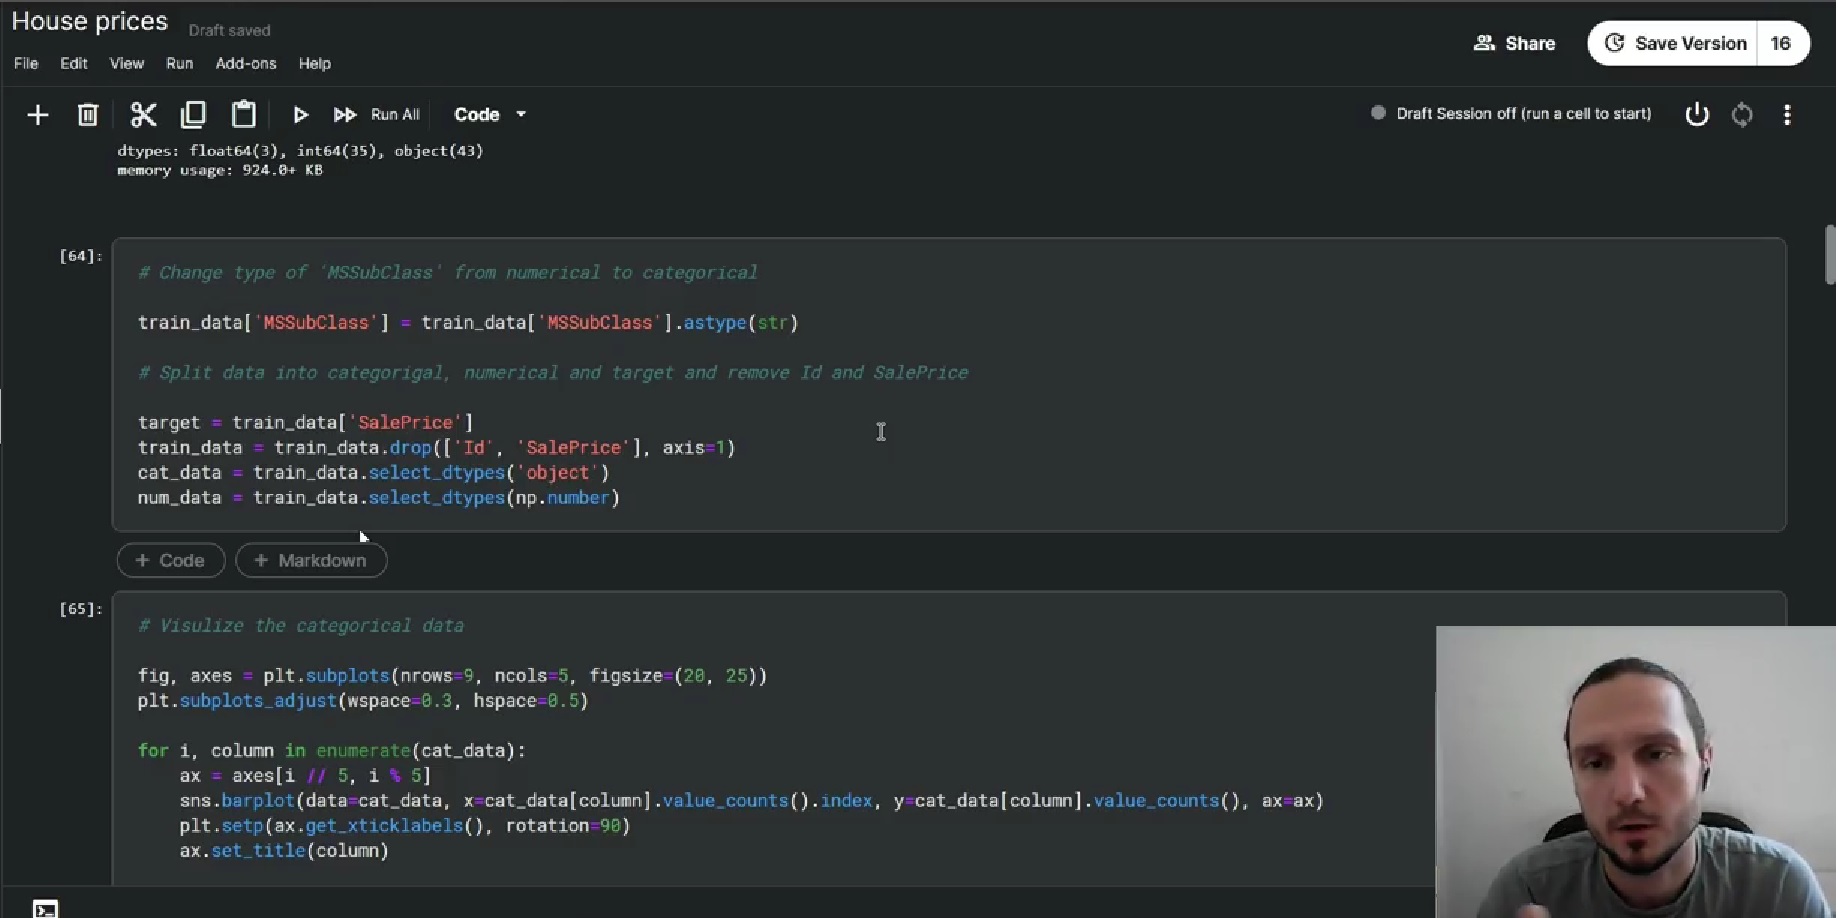 House prices
Draft saved
Share
Save Version
16
File
Edit
View
Run
Add-ons
Help
Run All
Code
Draft Session off (run a cell to start)
dtypes: float64(3), int64(35), object(43)
memory usage: 924.0+ KB
[64]:
# Change type of 'MSSubClass' from numerical to categorical
train_data['MSSubClass'] = train_data['MSSubClass'].astype(str)
# Split data into categorigal, numerical and target and remove Id and SalePrice
target = train_data['SalePrice']
train_data = train_data.drop(['Id', 'SalePrice'], axis=1)
cat_data = train_data.select_dtypes('object')
num_data = train_data.select_dtypes(np.number)
+ Code
+ Markdown
[65]:
# Visulize the categorical data
fig, axes = plt.subplots(nrows=9, ncols=5, figsize=(20, 25))
plt.subplots_adjust(wspace=0.3, hspace=0.5)
for i, column in enumerate(cat_data):
    ax = axes[i // 5, i % 5]
    sns.barplot(data=cat_data, x=cat_data[column].value_counts().index, y=cat_data[column].value_counts(), ax=ax)
    plt.setp(ax.get_xticklabels(), rotation=90)
    ax.set_title(column)